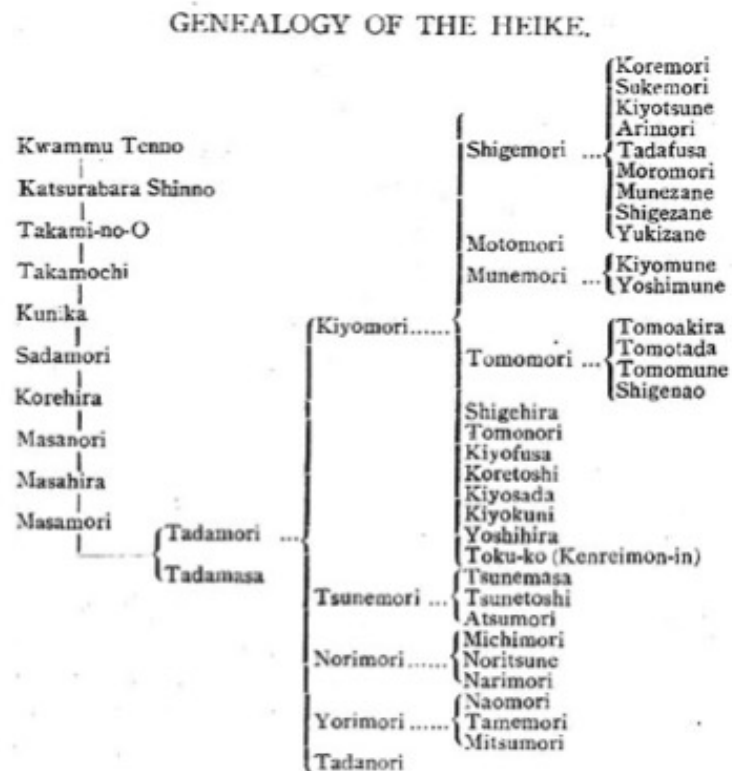 GENEALOGY OF THE HEIKE.
Kwammu Tenno
Katsurabara Shinno
Takami-no-O
Takamochi
Kunika
Sadamori
Korehira
Masanori
Masahira
Masamori
Tadamori ...
Tadamasa
Kiyomori ......
Tsunemori ...
Norimori ......
Yorimori ......
Tadanori
Shigemori ...
Motomori
Munemori ...
Tomomori ...
Shigehira
Tomonori
Kiyofusa
Koretoshi
Kiyosada
Kiyokuni
Yoshihira
Toku-ko (Kenreimon-in)
Tsunemasa
Tsunetoshi
Atsumori
Michimori
Noritsune
Narimori
Naomori
Tamemori
Mitsumori
Koremori
Sukemori
Kiyotsune
Arimori
Tadafusa
Moromori
Munezane
Shigezane
Yukizane
Kiyomune
Yoshimune
Tomoakira
Tomotada
Tomomune
Shigenao